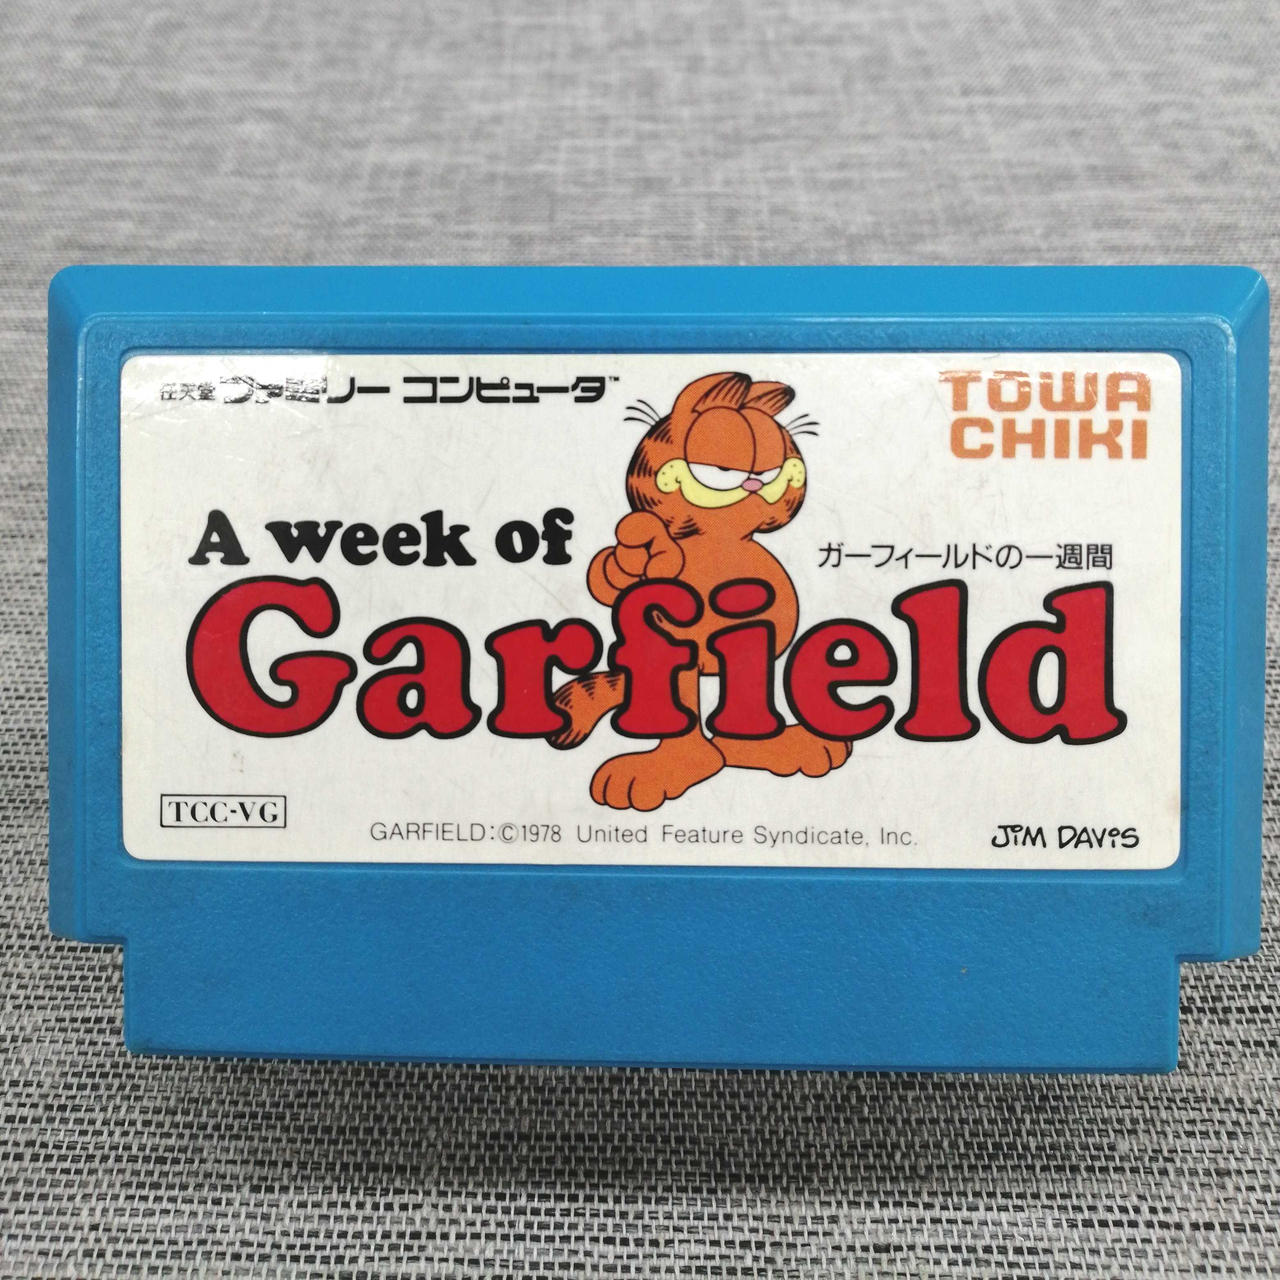 任天堂 ファミリー コンピュータ™
TOWA
CHIKI
A week of
ガーフィールドの一週間
Garfield
TCC-VG
GARFIELD:©1978 United Feature Syndicate, Inc.
JIM DAVIS